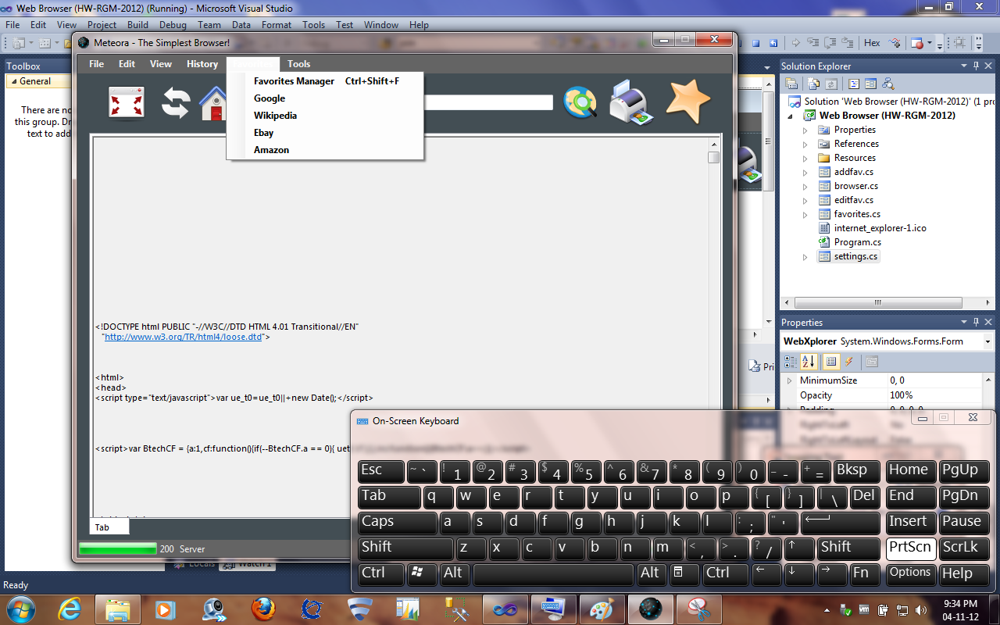 Web Browser (HW-RGM-2012) (Running) - Microsoft Visual Studio
File Edit View Project Build Debug Team Data Format Tools Test Window Help
Hex
Meteora - The Simplest Browser!
File Edit View History Tools
Favorites Manager Ctrl+Shift+F
Google
Wikipedia
Ebay
Amazon
Toolbox
General
There are no
this group. Dr
text to add
<!DOCTYPE html PUBLIC "-//W3C//DTD HTML 4.01 Transitional//EN"
"http://www.w3.org/TR/html4/loose.dtd">
<html>
<head>
<script type="text/javascript">var ue_t0=ue_t0||+new Date();</script>
<script>var BtechCF = {a:1,cf:function(){if(--BtechCF.a == 0){
Tab
200 Server
Locals Watch 1
Ready
Solution Explorer
Solution 'Web Browser (HW-RGM-2012)' (1 pro
Web Browser (HW-RGM-2012)
Properties
References
Resources
addfav.cs
browser.cs
editfav.cs
favorites.cs
internet_explorer-1.ico
Program.cs
settings.cs
Pri
Properties
WebXplorer System.Windows.Forms.Form
MinimumSize 0, 0
Opacity 100%
Padding 0, 0, 0, 0
On-Screen Keyboard
Esc ~ ` ! 1 @ 2 # 3 $ 4 % 5 ^ 6 & 7 * 8 ( 9 ) 0 _ - + = Bksp Home PgUp
Tab q w e r t y u i o p { [ } ] | \ Del End PgDn
Caps a s d f g h j k l : ; " ' Insert Pause
Shift z x c v b n m < , > . ? / ↑ Shift PrtScn ScrLk
Ctrl Alt Alt Ctrl ← ↓ → Fn Options Help
9:34 PM
04-11-12